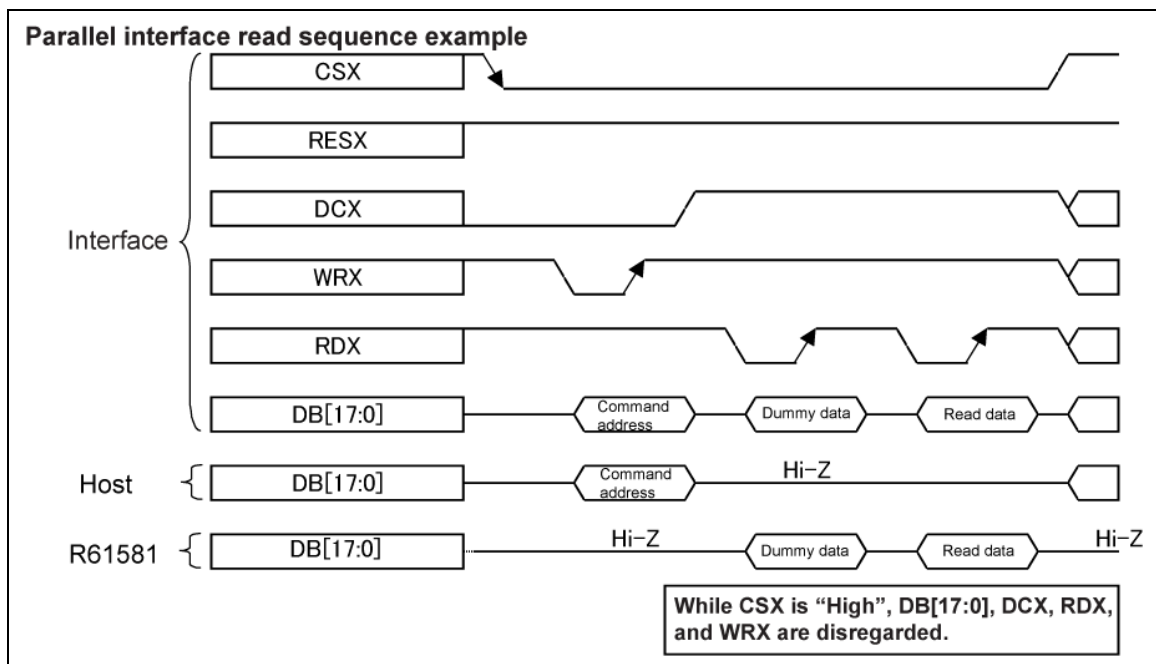 Parallel interface read sequence example
CSX
RESX
DCX
Interface
WRX
RDX
DB[17:0]
Command
address
Dummy data
Read data
Host
DB[17:0]
Command
address
Hi-Z
R61581
DB[17:0]
Hi-Z
Dummy data
Read data
Hi-Z
While CSX is “High”, DB[17:0], DCX, RDX,
and WRX are disregarded.